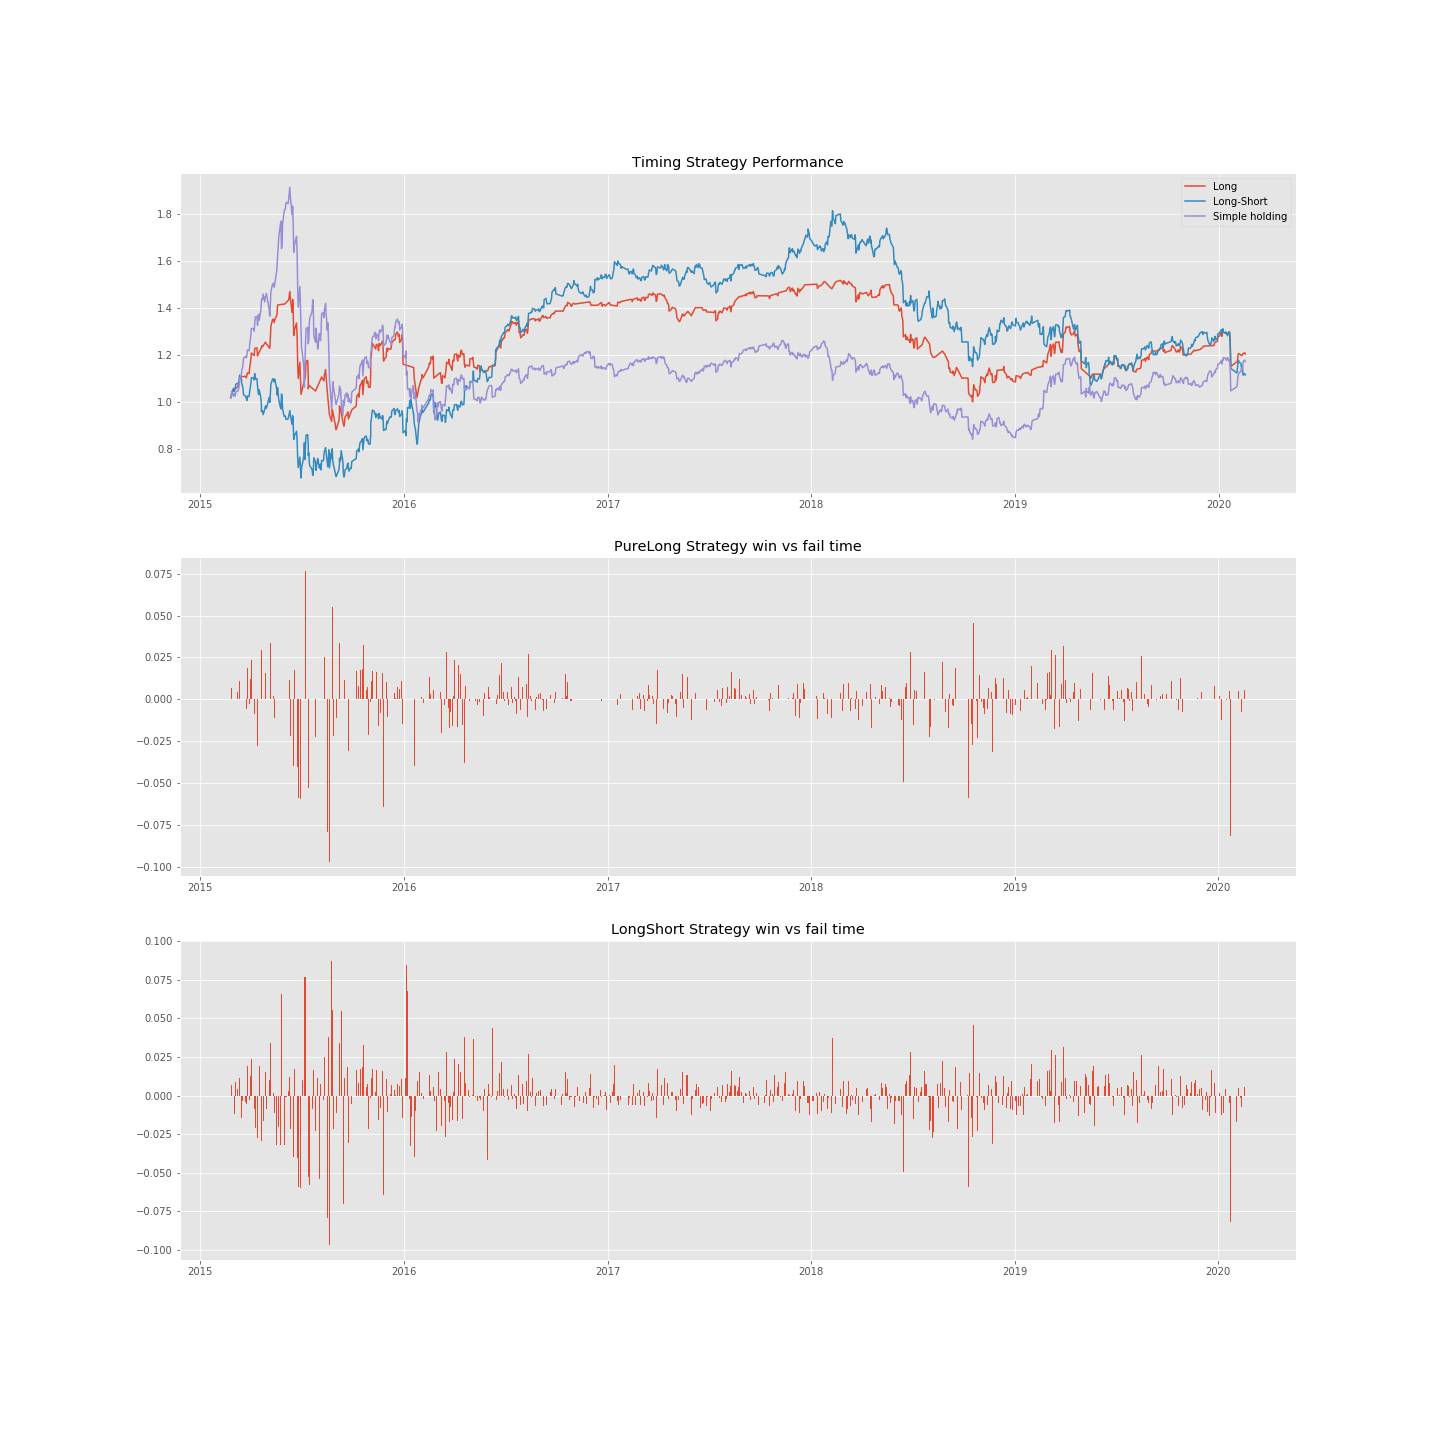 Timing Strategy Performance
Long
Long-Short
Simple holding
1.8
1.6
1.4
1.2
1.0
0.8
2015 2016 2017 2018 2019 2020
PureLong Strategy win vs fail time
0.075
0.050
0.025
0.000
−0.025
−0.050
−0.075
−0.100
2015 2016 2017 2018 2019 2020
LongShort Strategy win vs fail time
0.100
0.075
0.050
0.025
0.000
−0.025
−0.050
−0.075
−0.100
2015 2016 2017 2018 2019 2020